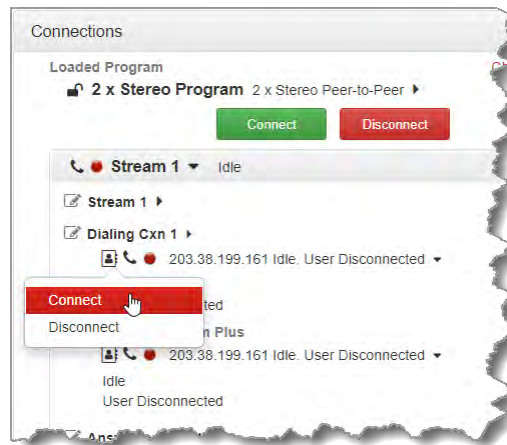 Connections
Loaded Program
2 x Stereo Program 2 x Stereo Peer-to-Peer
Connect Disconnect
Stream 1 Idle
Stream 1
Dialing Cxn 1
203.38.199.161 Idle. User Disconnected
Connect
ted
Disconnect
m Plus
203.38.199.161 Idle. User Disconnected
Idle
User Disconnected